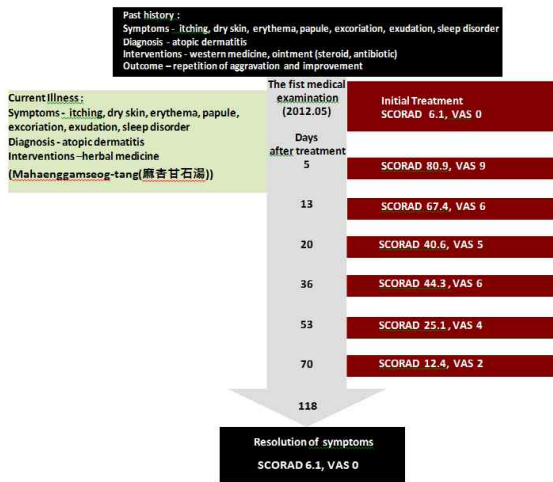 Past history :
Symptoms - itching, dry skin, erythema, papule, excoriation, exudation, sleep disorder
Diagnosis - atopic dermatitis
Interventions - western medicine, ointment (steroid, antibiotic)
Outcome – repetition of aggravation and improvement
Current Illness :
Symptoms - itching, dry skin, erythema, papule,
excoriation, exudation, sleep disorder
Diagnosis - atopic dermatitis
Interventions –herbal medicine
(Mahaenggamseog-tang(麻杏甘石湯))
The fist medical
examination
(2012.05)
Initial Treatment
SCORAD 6.1, VAS 0
Days
after treatment
5
SCORAD 80.9, VAS 9
13
SCORAD 67.4, VAS 6
20
SCORAD 40.6, VAS 5
36
SCORAD 44.3, VAS 6
53
SCORAD 25.1, VAS 4
70
SCORAD 12.4, VAS 2
118
Resolution of symptoms
SCORAD 6.1, VAS 0